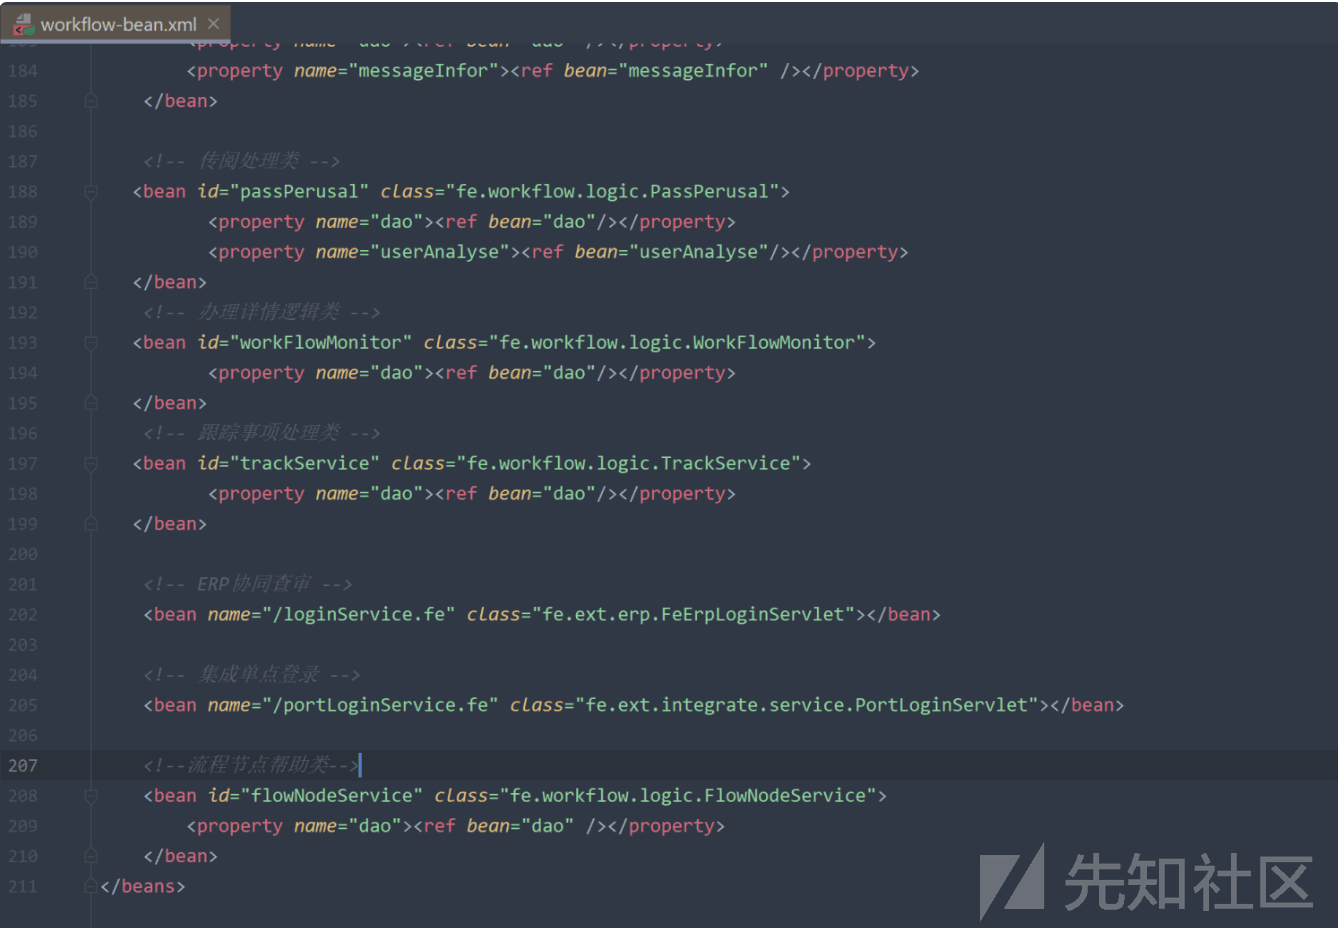 workflow-bean.xml
183 <property name="dao"><ref bean="dao" /></property>
184 <property name="messageInfor"><ref bean="messageInfor" /></property>
185 </bean>
186
187 <!-- 传阅处理类 -->
188 <bean id="passPerusal" class="fe.workflow.logic.PassPerusal">
189 <property name="dao"><ref bean="dao"/></property>
190 <property name="userAnalyse"><ref bean="userAnalyse"/></property>
191 </bean>
192 <!-- 办理详情逻辑类 -->
193 <bean id="workFlowMonitor" class="fe.workflow.logic.WorkFlowMonitor">
194 <property name="dao"><ref bean="dao"/></property>
195 </bean>
196 <!-- 跟踪事项处理类 -->
197 <bean id="trackService" class="fe.workflow.logic.TrackService">
198 <property name="dao"><ref bean="dao"/></property>
199 </bean>
200
201 <!-- ERP协同查审 -->
202 <bean name="/loginService.fe" class="fe.ext.erp.FeErpLoginServlet"></bean>
203
204 <!-- 集成单点登录 -->
205 <bean name="/portLoginService.fe" class="fe.ext.integrate.service.PortLoginServlet"></bean>
206
207 <!--流程节点帮助类-->
208 <bean id="flowNodeService" class="fe.workflow.logic.FlowNodeService">
209 <property name="dao"><ref bean="dao" /></property>
210 </bean>
211 </beans>
先知社区